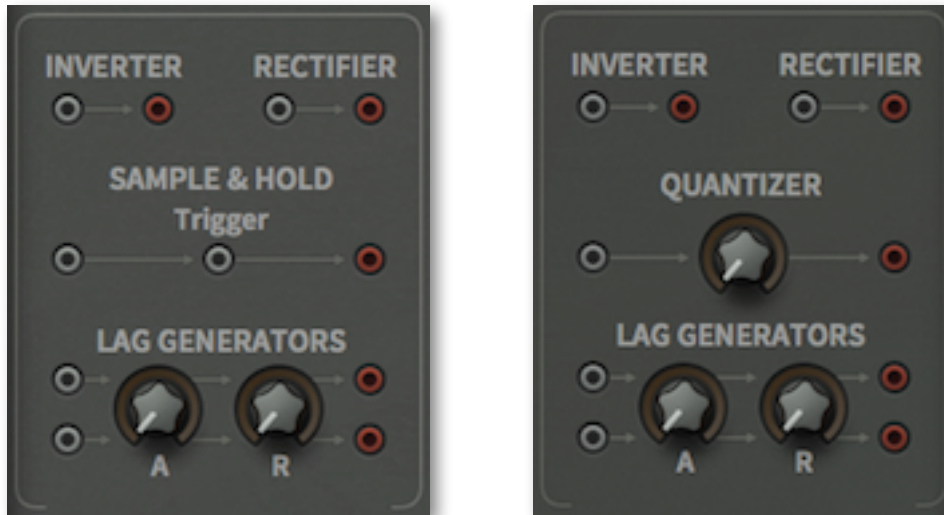 INVERTER RECTIFIER
SAMPLE & HOLD
Trigger
LAG GENERATORS
A R
INVERTER RECTIFIER
QUANTIZER
LAG GENERATORS
A R